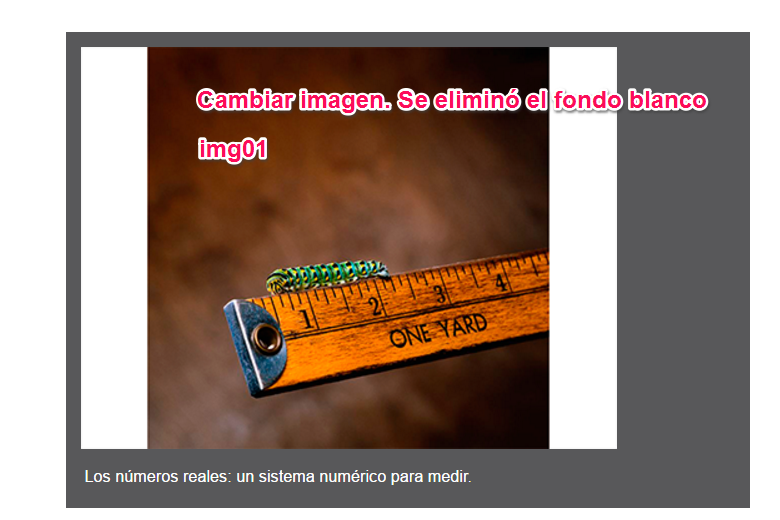 Cambiar imagen. Se eliminó el fondo blanco
img01
1 2 3 4
ONE YARD
Los números reales: un sistema numérico para medir.